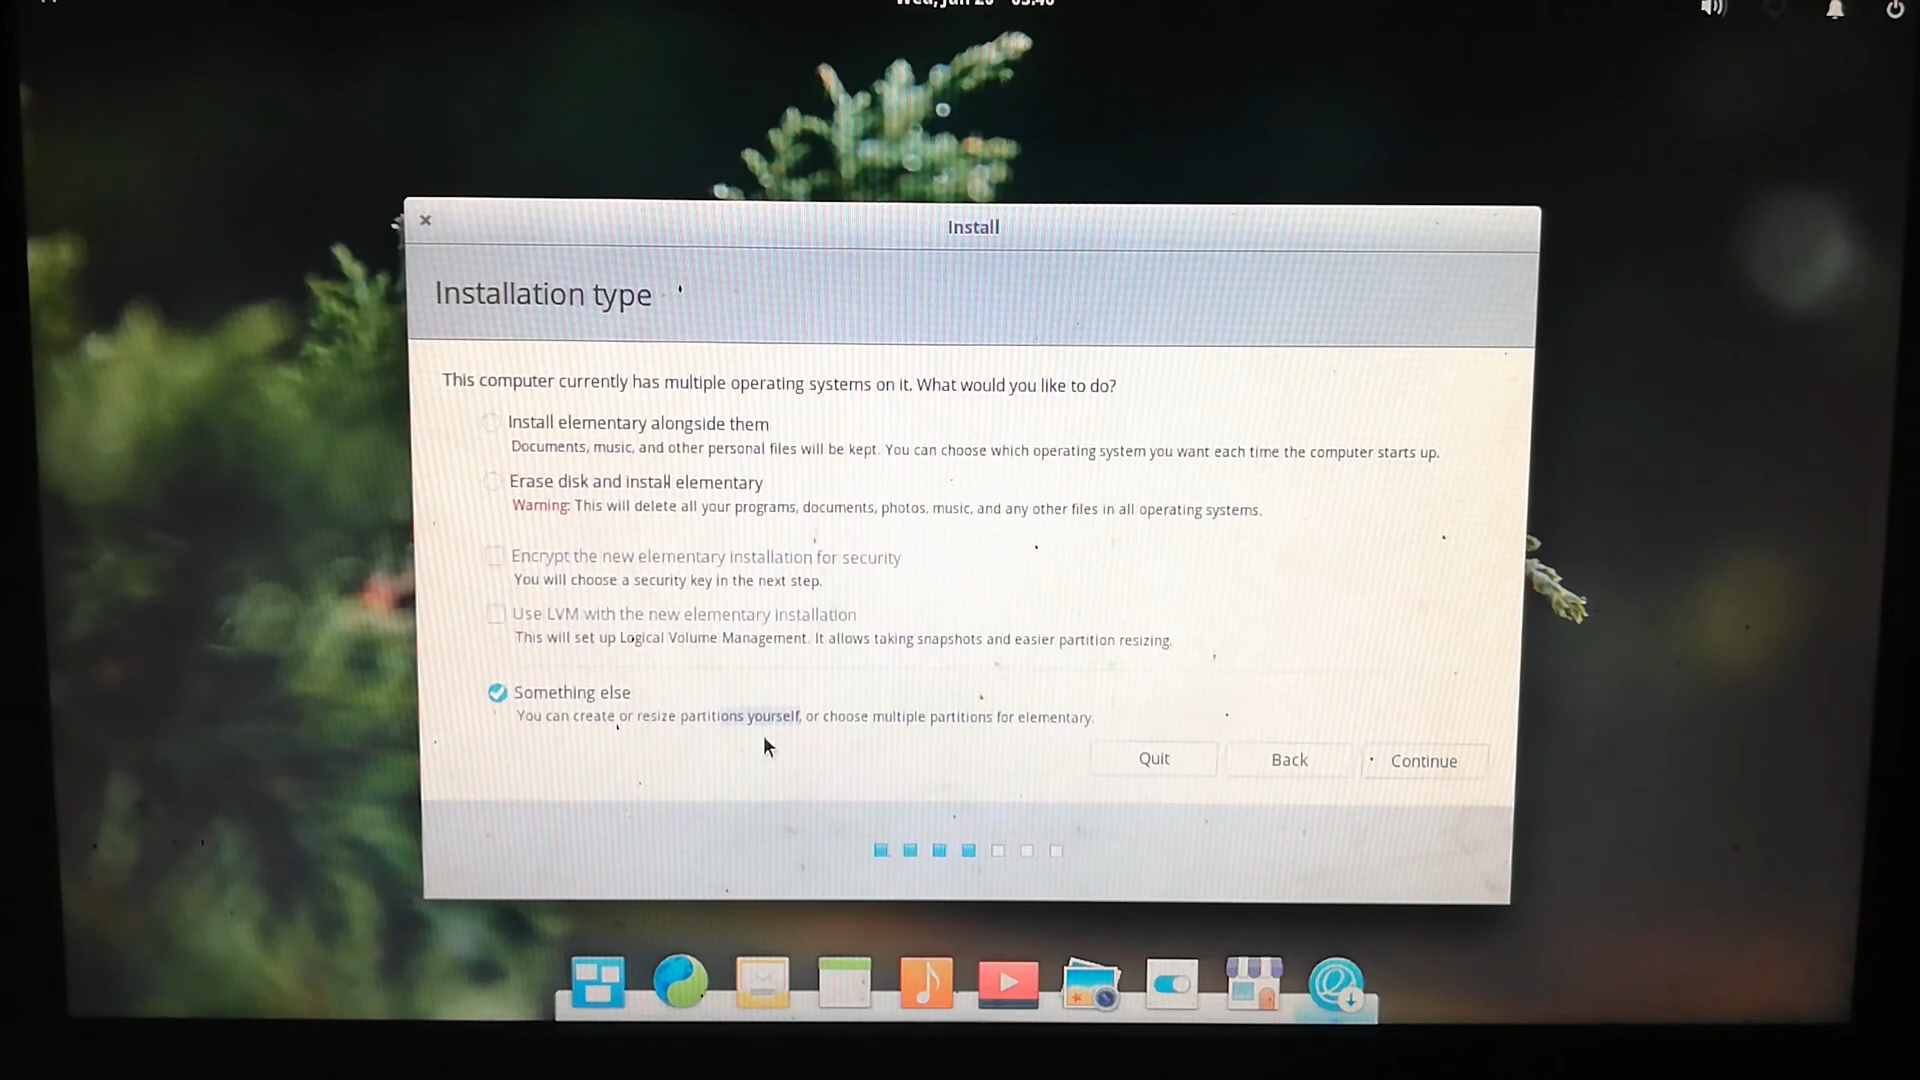 Install
Installation type
This computer currently has multiple operating systems on it. What would you like to do?
Install elementary alongside them
Documents, music, and other personal files will be kept. You can choose which operating system you want each time the computer starts up.
Erase disk and install elementary
Warning: This will delete all your programs, documents, photos, music, and any other files in all operating systems.
Encrypt the new elementary installation for security
You will choose a security key in the next step.
Use LVM with the new elementary installation
This will set up Logical Volume Management. It allows taking snapshots and easier partition resizing.
Something else
You can create or resize partitions yourself, or choose multiple partitions for elementary.
Quit
Back
Continue